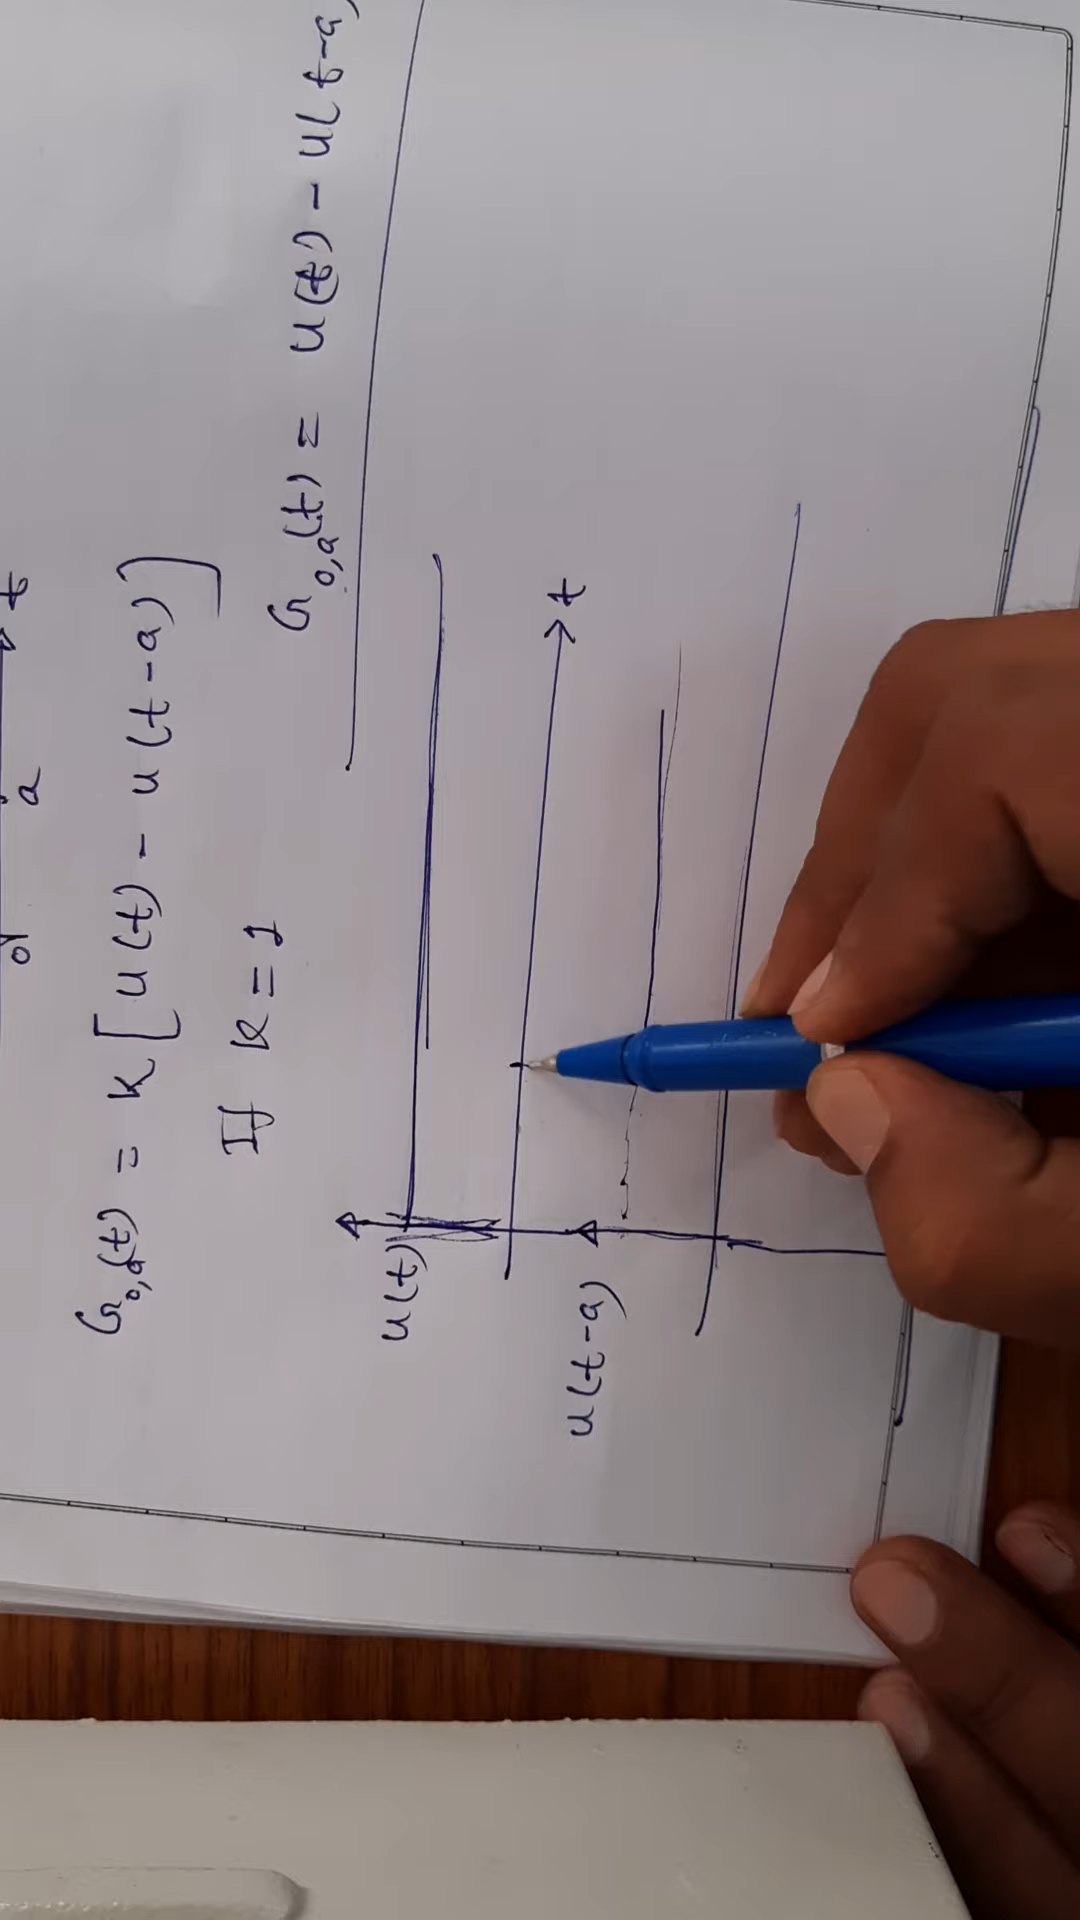 0 a t
G₀,ₐ(t) = K[u(t) - u(t-a)]
If K=1
G₀,ₐ(t) = u(t) - u(t-a)
u(t)
t
u(t-a)